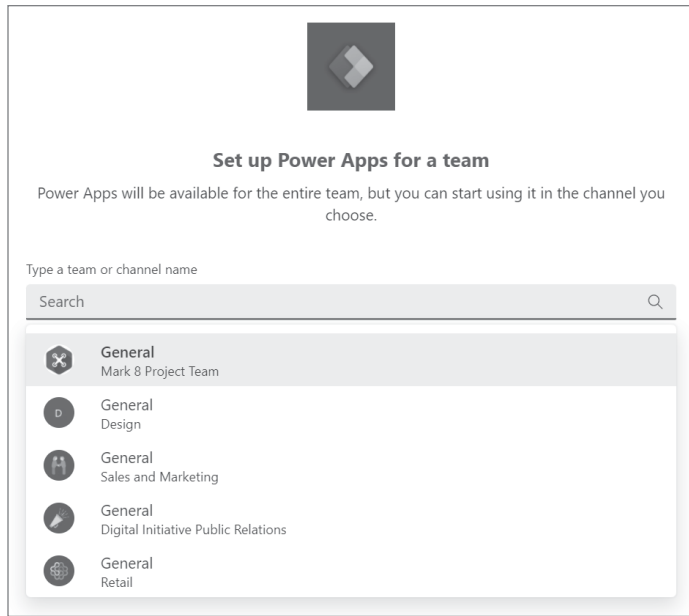 Set up Power Apps for a team
Power Apps will be available for the entire team, but you can start using it in the channel you
choose.
Type a team or channel name
Search
General
Mark 8 Project Team
D
General
Design
General
Sales and Marketing
General
Digital Initiative Public Relations
General
Retail